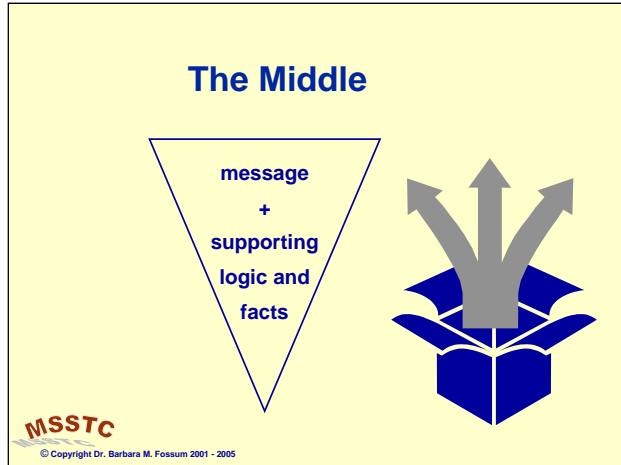 The Middle
message
+
supporting
logic and
facts
MSSTC
© Copyright Dr. Barbara M. Fossum 2001 - 2005